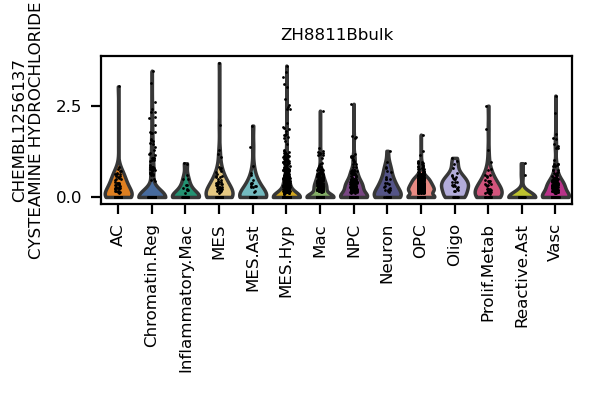 ZH8811Bbulk
CHEMBL1256137
CYSTEAMINE HYDROCHLORIDE
2.5
0.0
AC
Chromatin.Reg
Inflammatory.Mac
MES
MES.Ast
MES.Hyp
Mac
NPC
Neuron
OPC
Oligo
Prolif.Metab
Reactive.Ast
Vasc